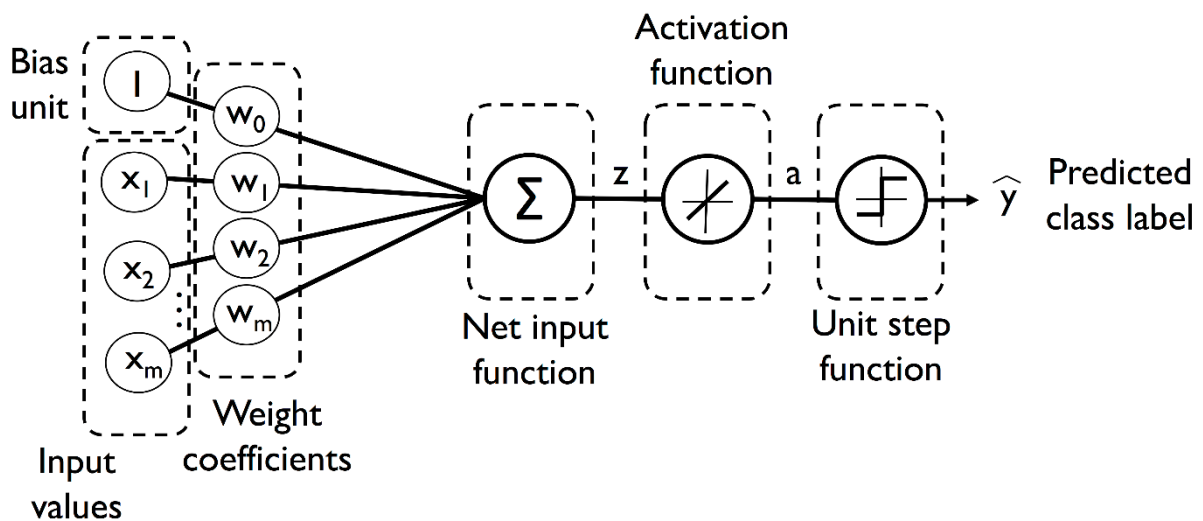 Bias
unit
1
w₀
x₁
w₁
x₂
w₂
⋮
xₘ
wₘ
Input
values
Weight
coefficients
Σ
Net input
function
z
Activation
function
a
Unit step
function
ŷ
Predicted
class label